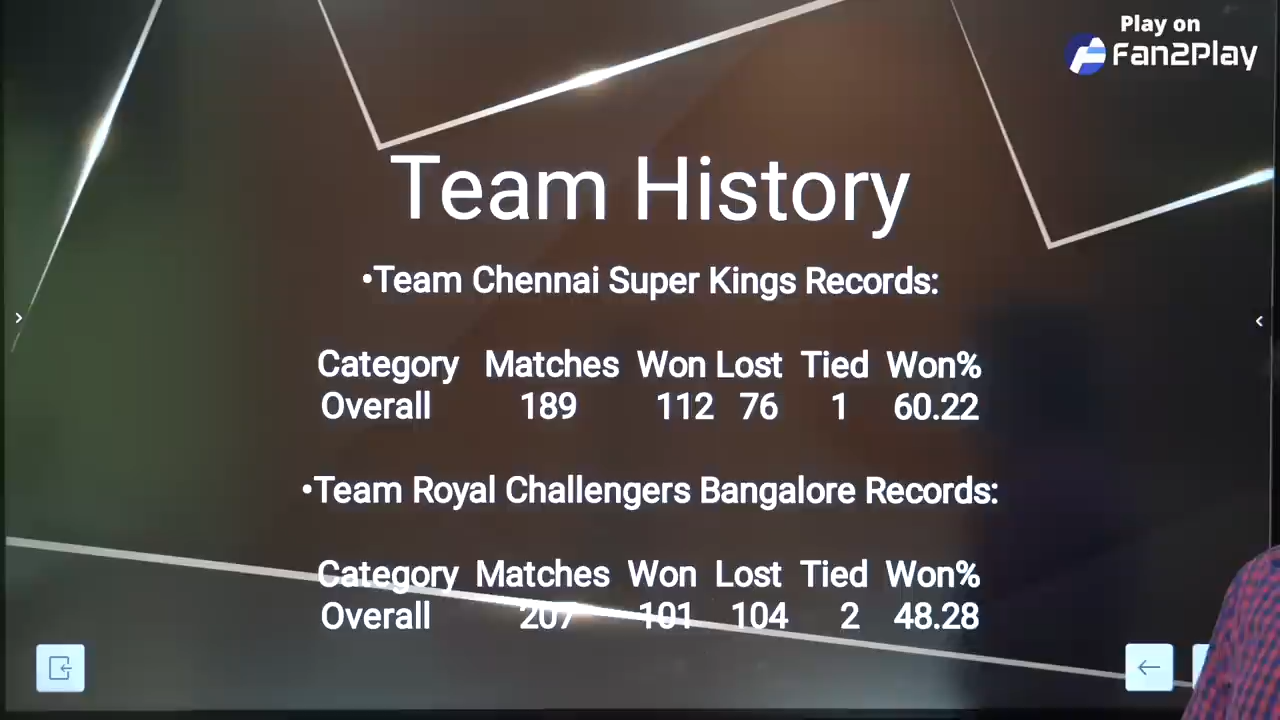 Play on
Fan2Play
Team History
•Team Chennai Super Kings Records:
Category Matches Won Lost Tied Won%
Overall 189 112 76 1 60.22
•Team Royal Challengers Bangalore Records:
Category Matches Won Lost Tied Won%
Overall 207 101 104 2 48.28